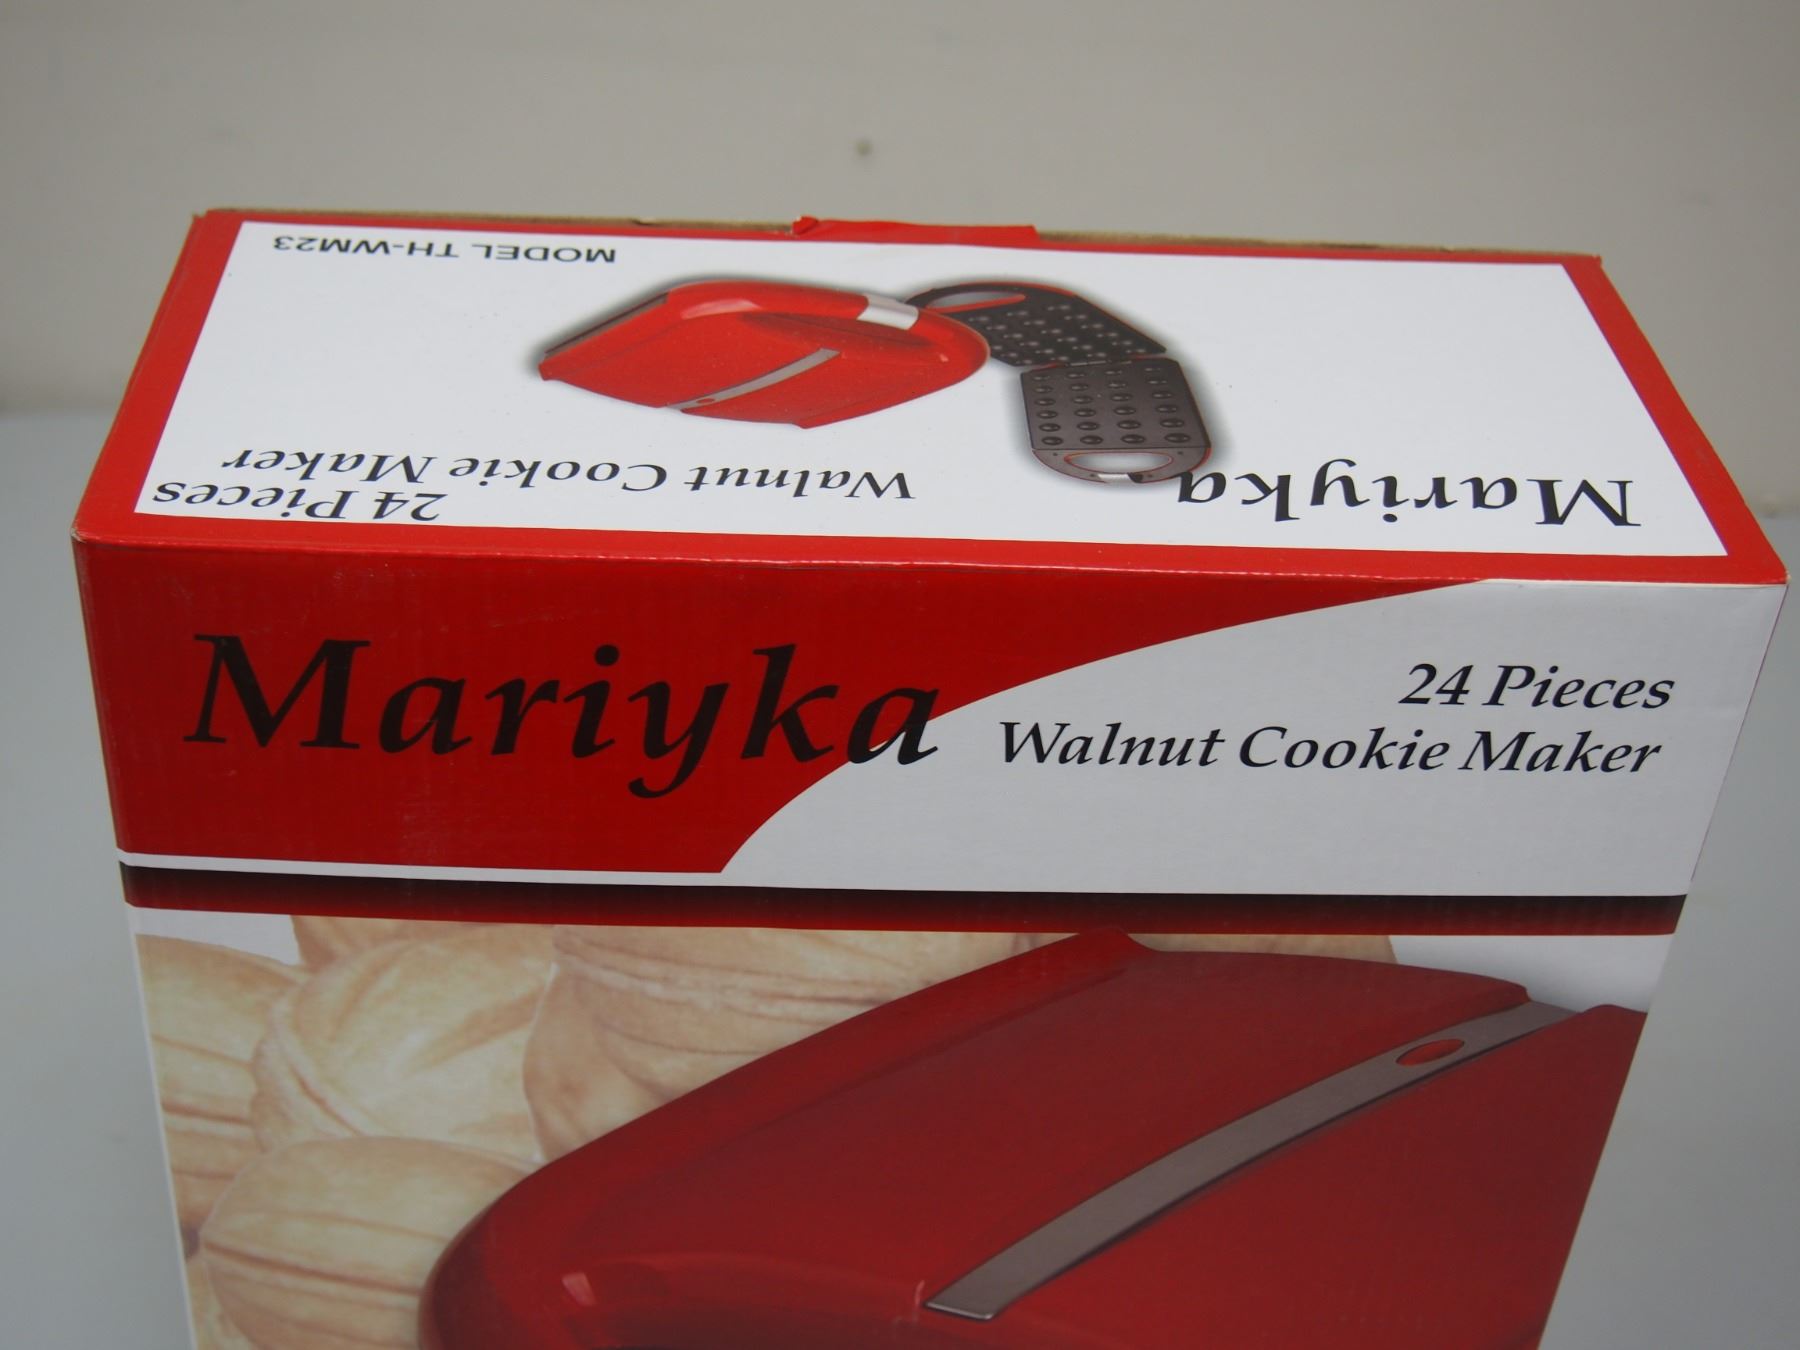 MODEL TH-WM23
Mariyka
Walnut Cookie Maker
24 Pieces
Mariyka
24 Pieces
Walnut Cookie Maker